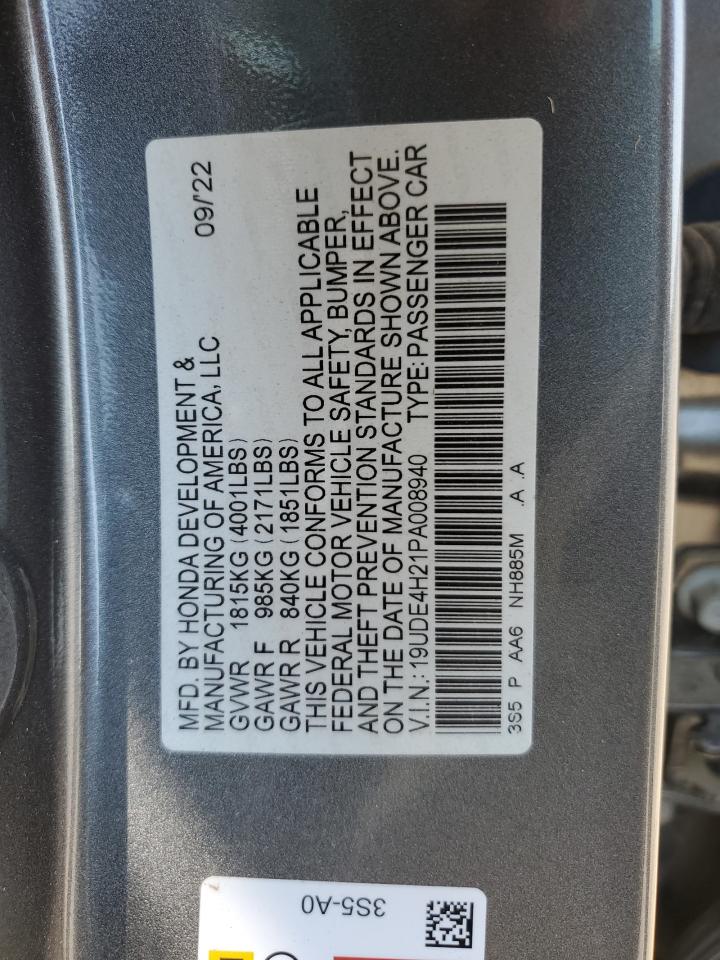 MFD. BY HONDA DEVELOPMENT &
MANUFACTURING OF AMERICA, LLC 09/'22
GVWR 1815KG (4001LBS)
GAWR F 985KG (2171LBS)
GAWR R 840KG (1851LBS)
THIS VEHICLE CONFORMS TO ALL APPLICABLE
FEDERAL MOTOR VEHICLE SAFETY, BUMPER,
AND THEFT PREVENTION STANDARDS IN EFFECT
ON THE DATE OF MANUFACTURE SHOWN ABOVE.
V.I.N.: 19UDE4H21PA008940 TYPE: PASSENGER CAR
3S5 P AA6 NH885M .A .A
3S5-A0